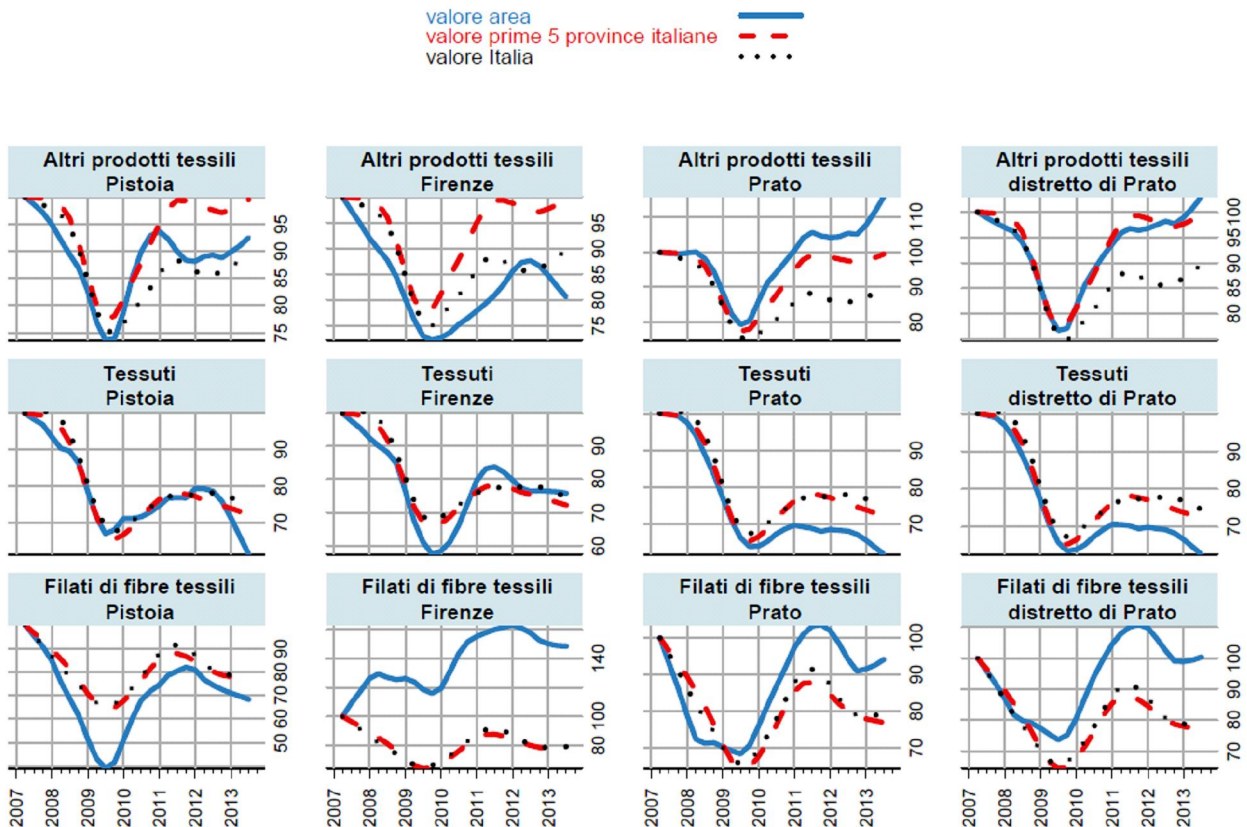 valore area
valore prime 5 province italiane
valore Italia
Altri prodotti tessili
Pistoia
Altri prodotti tessili
Firenze
Altri prodotti tessili
Prato
Altri prodotti tessili
distretto di Prato
95
90
85
80
75
95
90
85
80
75
110
100
90
80
100
95
90
85
80
Tessuti
Pistoia
Tessuti
Firenze
Tessuti
Prato
Tessuti
distretto di Prato
90
80
70
90
80
70
60
90
80
70
90
80
70
Filati di fibre tessili
Pistoia
Filati di fibre tessili
Firenze
Filati di fibre tessili
Prato
Filati di fibre tessili
distretto di Prato
90
80
70
60
50
140
100
80
100
90
80
70
100
90
80
70
2007 2008 2009 2010 2011 2012 2013
2007 2008 2009 2010 2011 2012 2013
2007 2008 2009 2010 2011 2012 2013
2007 2008 2009 2010 2011 2012 2013